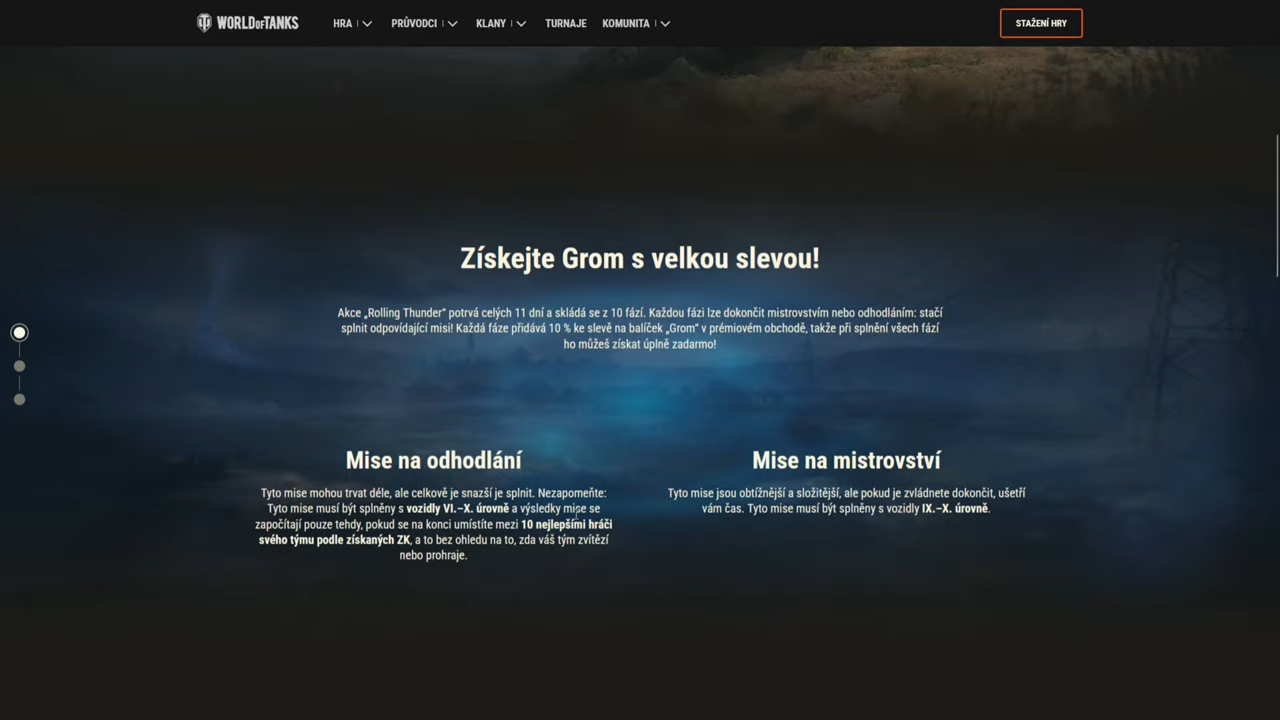 WORLD OF TANKS
HRA
PRŮVODCI
KLANY
TURNAJE
KOMUNITA
STAŽENÍ HRY
Získejte Grom s velkou slevou!
Akce „Rolling Thunder“ potrvá celých 11 dní a skládá se z 10 fází. Každou fázi lze dokončit mistrovstvím nebo odhodláním: stačí
splnit odpovídající misi! Každá fáze přidává 10 % ke slevě na balíček „Grom“ v prémiovém obchodě, takže při splnění všech fází
ho můžeš získat úplně zadarmo!
Mise na odhodlání
Tyto mise mohou trvat déle, ale celkově je snazší je splnit. Nezapomeňte:
Tyto mise musí být splněny s vozidly VI.–X. úrovně a výsledky mise se
započítají pouze tehdy, pokud se na konci umístíte mezi 10 nejlepšími hráči
svého týmu podle získaných ZK, a to bez ohledu na to, zda váš tým zvítězí
nebo prohraje.
Mise na mistrovství
Tyto mise jsou obtížnější a složitější, ale pokud je zvládnete dokončit, ušetří
vám čas. Tyto mise musí být splněny s vozidly IX.–X. úrovně.